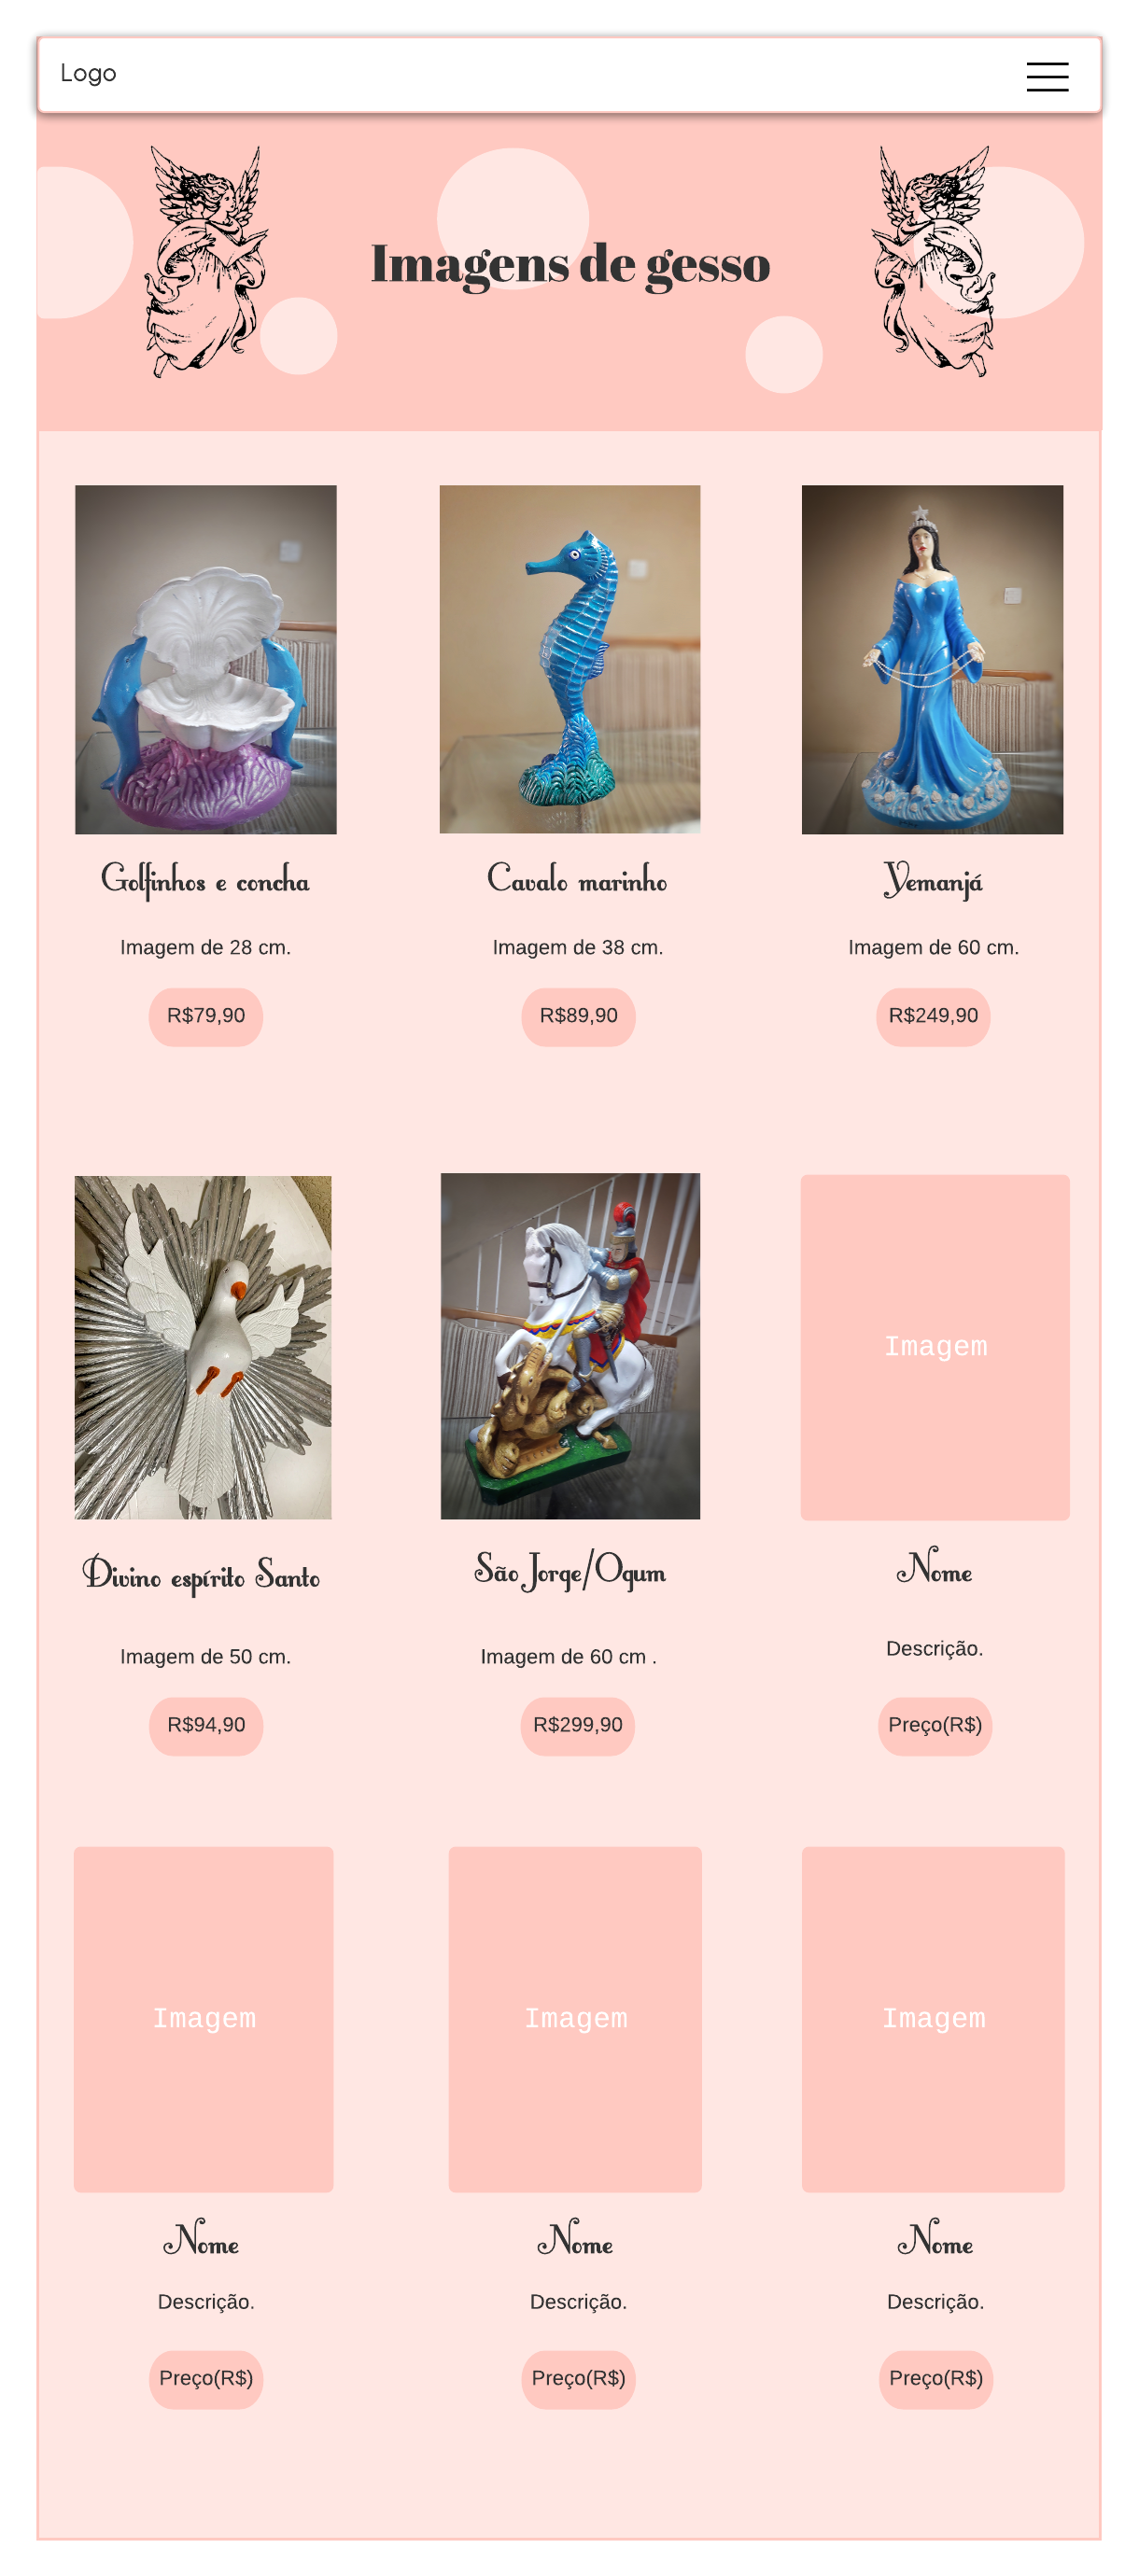 Logo
Imagens de gesso
Golfinhos e concha
Cavalo marinho
Yemanjá
Imagem de 28 cm.
Imagem de 38 cm.
Imagem de 60 cm.
R$79,90
R$89,90
R$249,90
Imagem
Divino espírito Santo
São Jorge/Ogum
Nome
Imagem de 50 cm.
Imagem de 60 cm .
Descrição.
R$94,90
R$299,90
Preço(R$)
Imagem
Imagem
Imagem
Nome
Nome
Nome
Descrição.
Descrição.
Descrição.
Preço(R$)
Preço(R$)
Preço(R$)